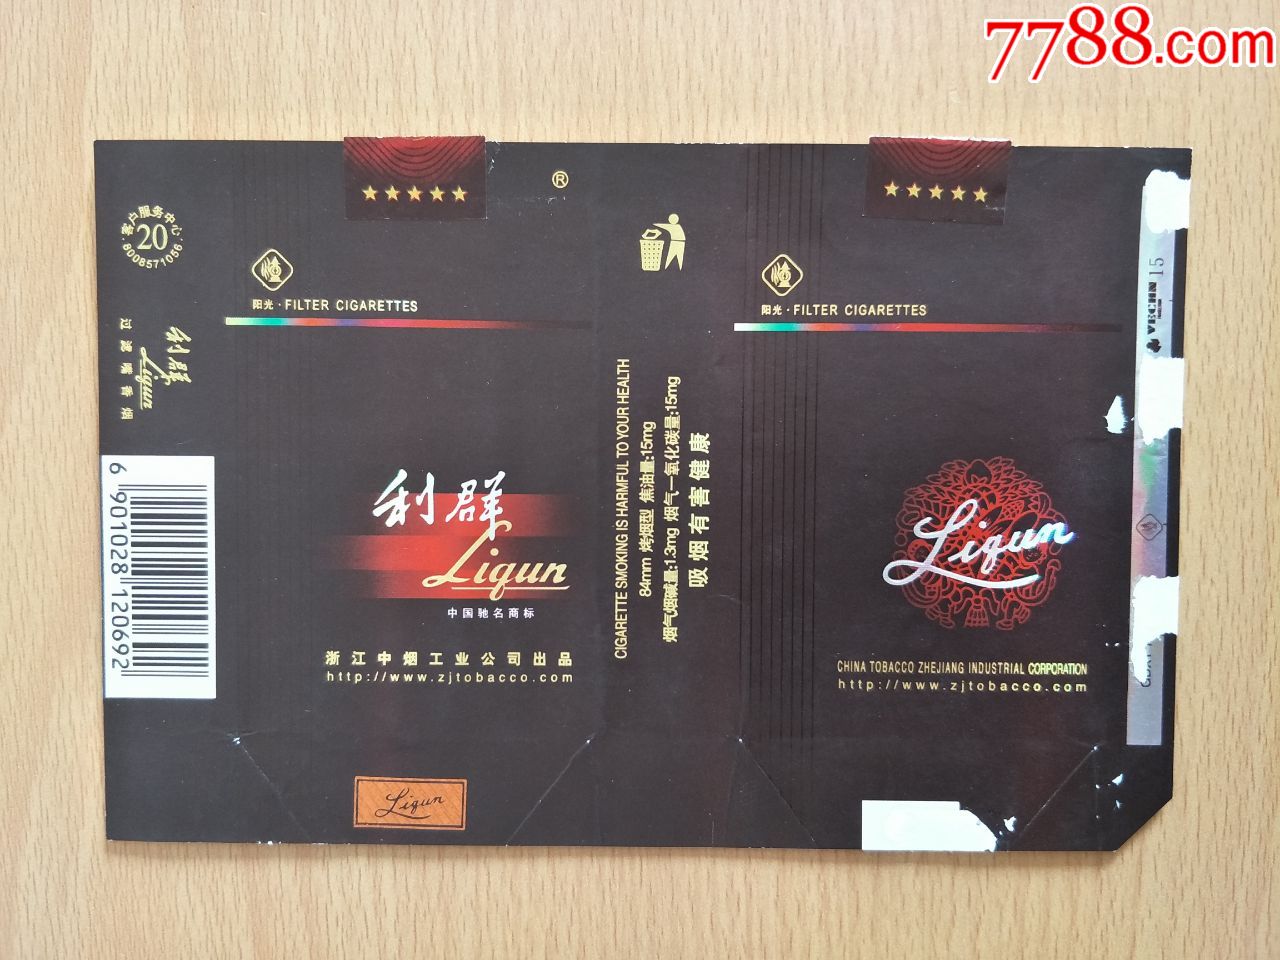 7788.com
客户服务中心
20
8008571056
利群
Liqun
过滤嘴香烟
6 901028 120692
®
阳光·FILTER CIGARETTES
利群
Liqun
中国驰名商标
浙江中烟工业公司出品
http://www.zjtobacco.com
Liqun
CIGARETTE SMOKING IS HARMFUL TO YOUR HEALTH
84mm 烤烟型 焦油量:15mg
烟气烟碱量:1.3mg 烟气一氧化碳量:15mg
吸烟有害健康
阳光·FILTER CIGARETTES
Liqun
CHINA TOBACCO ZHEJIANG INDUSTRIAL CORPORATION
http://www.zjtobacco.com
15